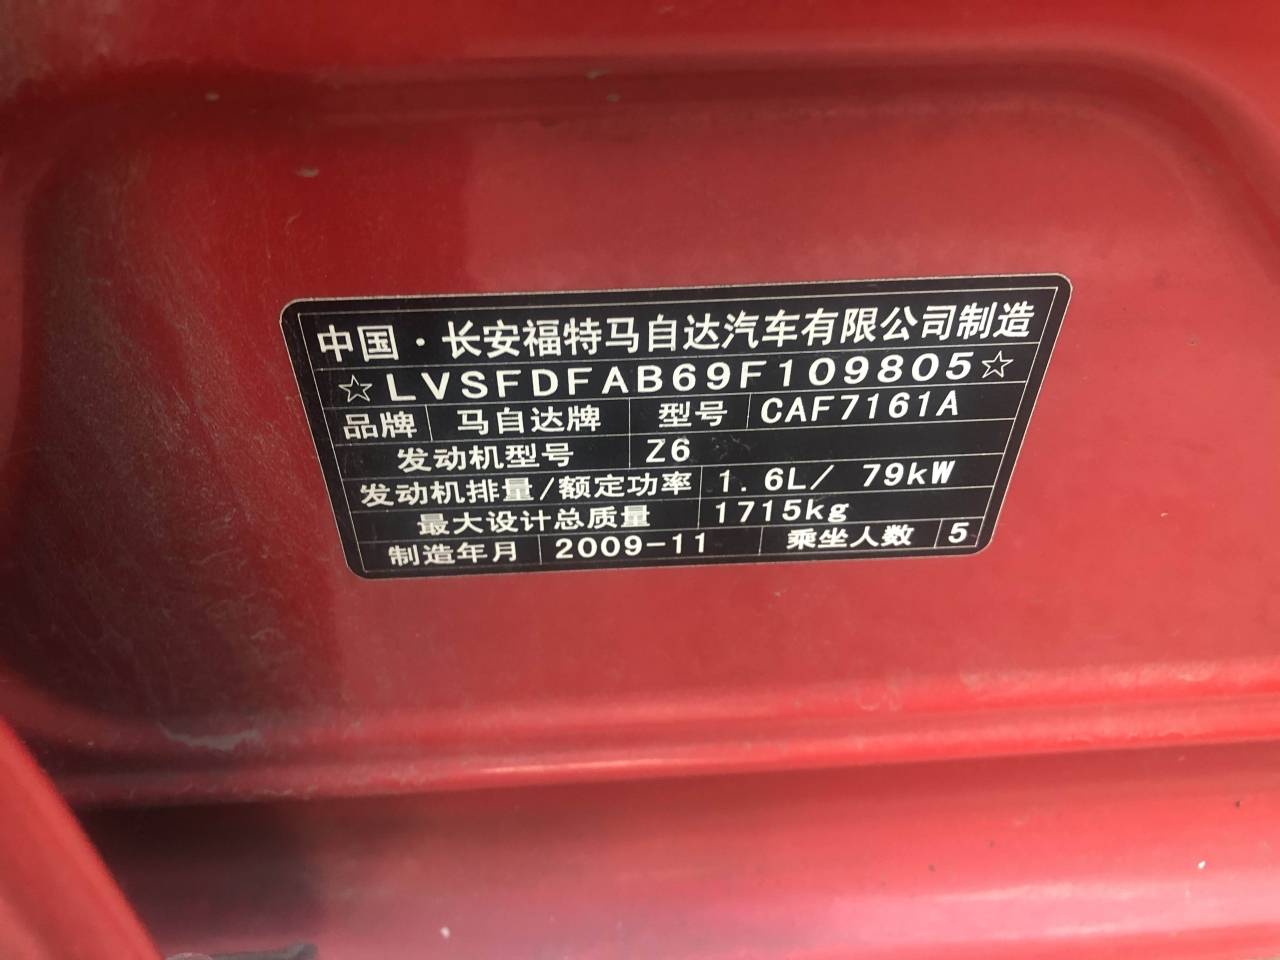 中国·长安福特马自达汽车有限公司制造
☆LVSFDFAB69F109805☆
品牌 马自达牌 型号 CAF7161A
发动机型号 Z6
发动机排量/额定功率 1.6L/ 79kW
最大设计总质量 1715kg
制造年月 2009-11 乘坐人数 5